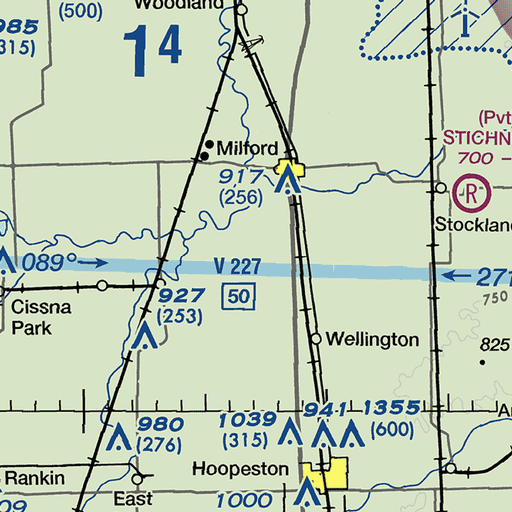 Woodland
(500)
985
(315)
14
(Pvt
STICHN
700 -
R
Milford
917
(256)
Stockland
089°
V 227
271
50
750
927
(253)
Cissna
Park
Wellington
825
980
(276)
1039
(315)
941
1355
(600)
Rankin
East
Hoopeston
1000
09